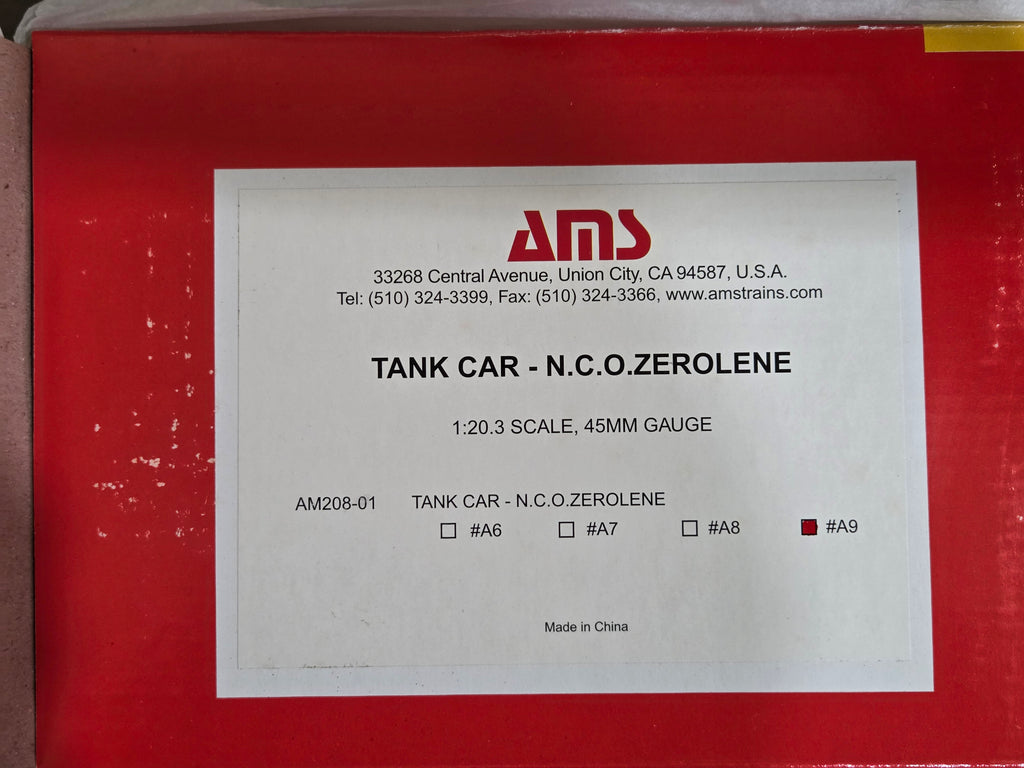 AMS
33268 Central Avenue, Union City, CA 94587, U.S.A.
Tel: (510) 324-3399, Fax: (510) 324-3366, www.amstrains.com
TANK CAR - N.C.O.ZEROLENE
1:20.3 SCALE, 45MM GAUGE
AM208-01 TANK CAR - N.C.O.ZEROLENE
#A6 #A7 #A8 #A9
Made in China